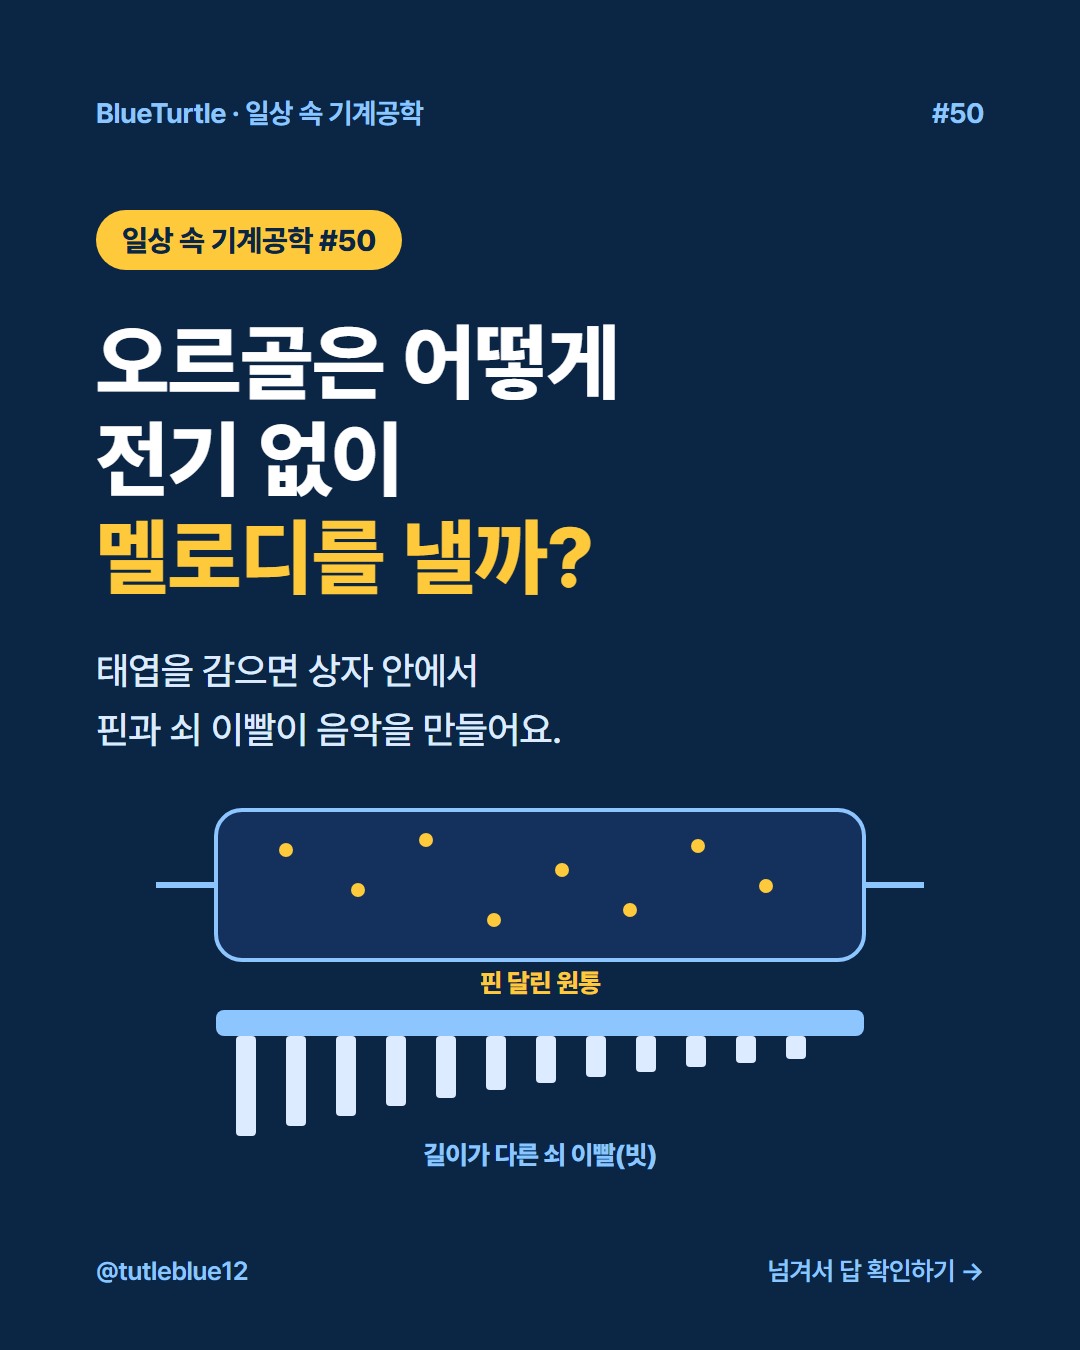 BlueTurtle · 일상 속 기계공학
#50
일상 속 기계공학 #50
오르골은 어떻게
전기 없이
멜로디를 낼까?
태엽을 감으면 상자 안에서
핀과 쇠 이빨이 음악을 만들어요.
핀 달린 원통
길이가 다른 쇠 이빨(빗)
@tutleblue12
넘겨서 답 확인하기 →